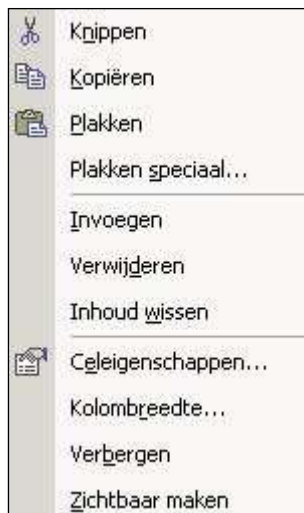 Knippen
Kopiëren
Plakken
Plakken speciaal...
Invoegen
Verwijderen
Inhoud wissen
Celeigenschappen...
Kolombreedte...
Verbergen
Zichtbaar maken